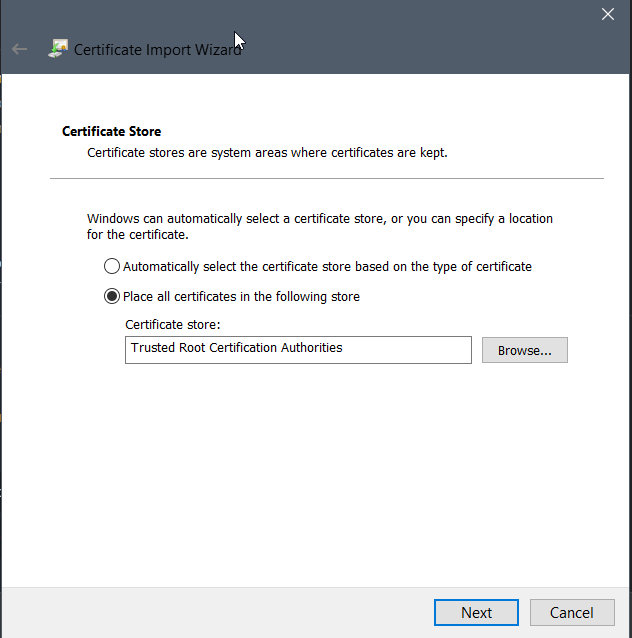 Certificate Import Wizard
Certificate Store
Certificate stores are system areas where certificates are kept.
Windows can automatically select a certificate store, or you can specify a location
for the certificate.
Automatically select the certificate store based on the type of certificate
Place all certificates in the following store
Certificate store:
Trusted Root Certification Authorities
Browse...
Next
Cancel